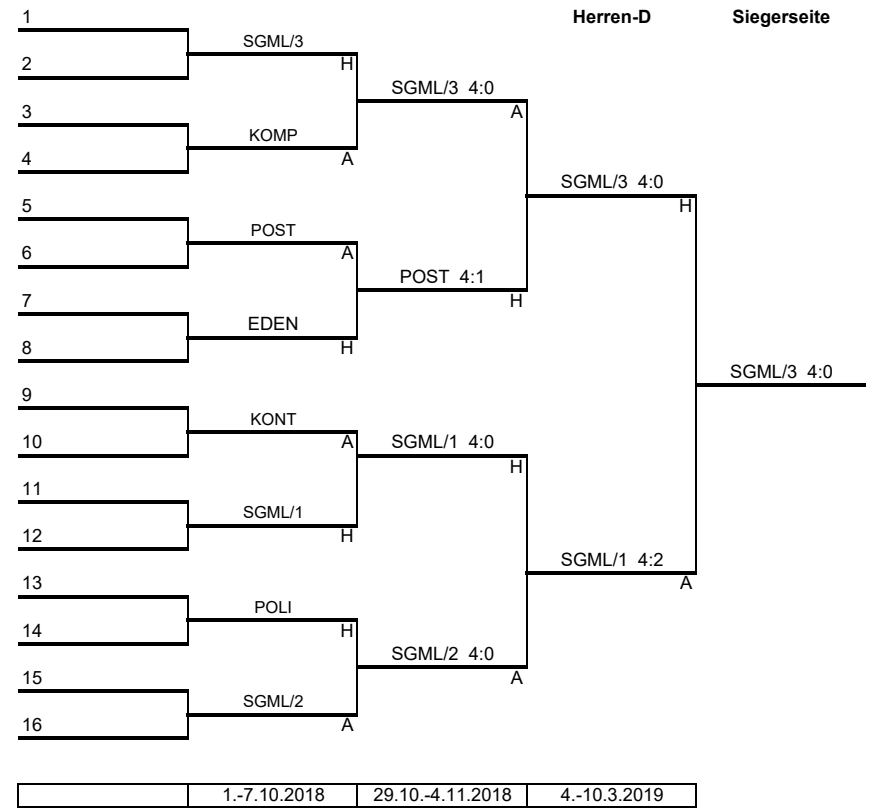 1 Herren-D Siegerseite
SGML/3
2 H
SGML/3 4:0
3 A
KOMP
4 A
SGML/3 4:0
5 H
POST
6 A
POST 4:1
7 H
EDEN
8 H
SGML/3 4:0
9
KONT
10 A SGML/1 4:0
H
11
SGML/1
12 H
SGML/1 4:2
13 A
POLI
14 H
SGML/2 4:0
15 A
SGML/2
16 A
1.-7.10.2018 29.10.-4.11.2018 4.-10.3.2019